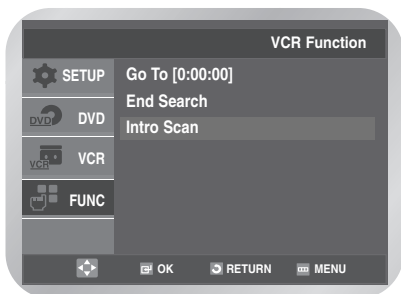 VCR Function
SETUP
DVD DVD
VCR VCR
FUNC
Go To [0:00:00]
End Search
Intro Scan
OK RETURN MENU